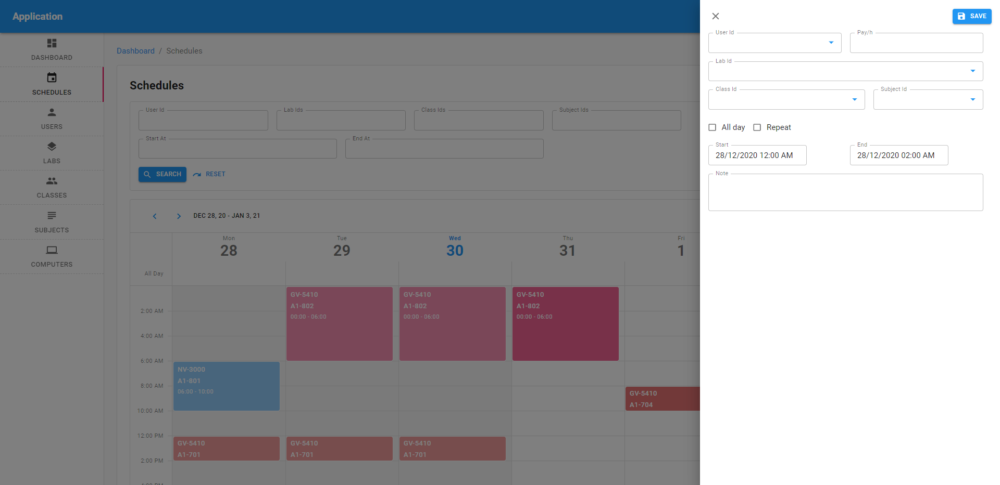 Application
DASHBOARD
SCHEDULES
USERS
LABS
CLASSES
SUBJECTS
COMPUTERS
Dashboard / Schedules
Schedules
User Id
Lab Ids
Class Ids
Subject Ids
Start At
End At
SEARCH
RESET
DEC 28, 20 - JAN 3, 21
Mon
28
Tue
29
Wed
30
Thu
31
Fri
1
All Day
2:00 AM
4:00 AM
6:00 AM
8:00 AM
10:00 AM
12:00 PM
2:00 PM
NV-3000
A1-801
06:00 - 10:00
GV-5410
A1-701
GV-5410
A1-802
00:00 - 06:00
GV-5410
A1-701
GV-5410
A1-802
00:00 - 06:00
GV-5410
A1-701
GV-5410
A1-802
00:00 - 06:00
GV-5410
A1-704
SAVE
User Id
Pay/h
Lab Id
Class Id
Subject Id
All day
Repeat
Start
28/12/2020 12:00 AM
End
28/12/2020 02:00 AM
Note